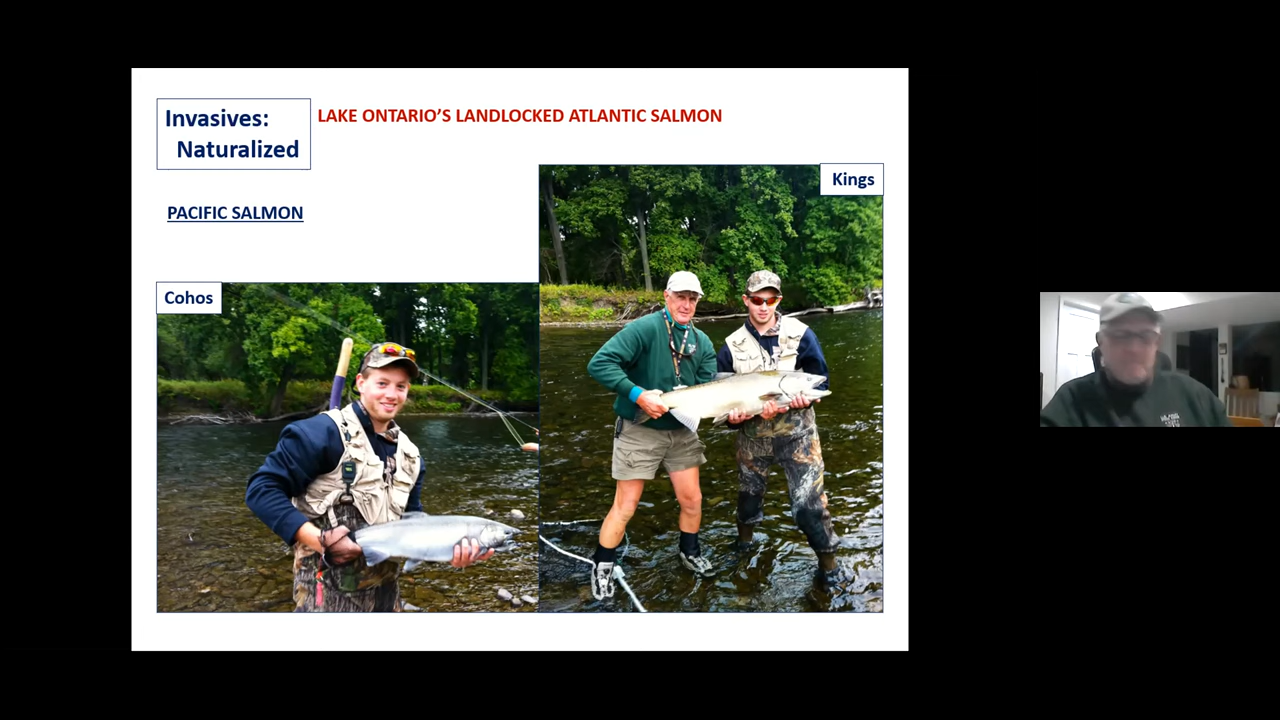 Invasives:
Naturalized
LAKE ONTARIO'S LANDLOCKED ATLANTIC SALMON
PACIFIC SALMON
Kings
Cohos